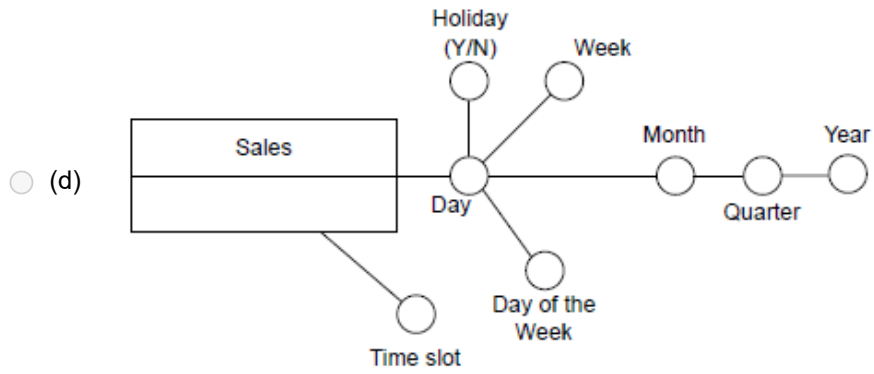 Holiday
(Y/N)
Week
Sales
Month
Year
(d)
Day
Quarter
Day of the
Week
Time slot